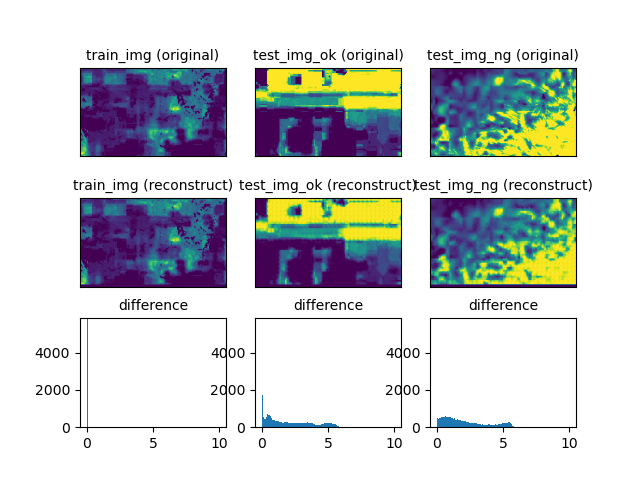 train_img (original) test_img_ok (original) test_img_ng (original)
train_img (reconstruct) test_img_ok (reconstruct) test_img_ng (reconstruct)
difference difference difference
4000 4000 4000
2000 2000 2000
0 0 0
0 5 10 0 5 10 0 5 10